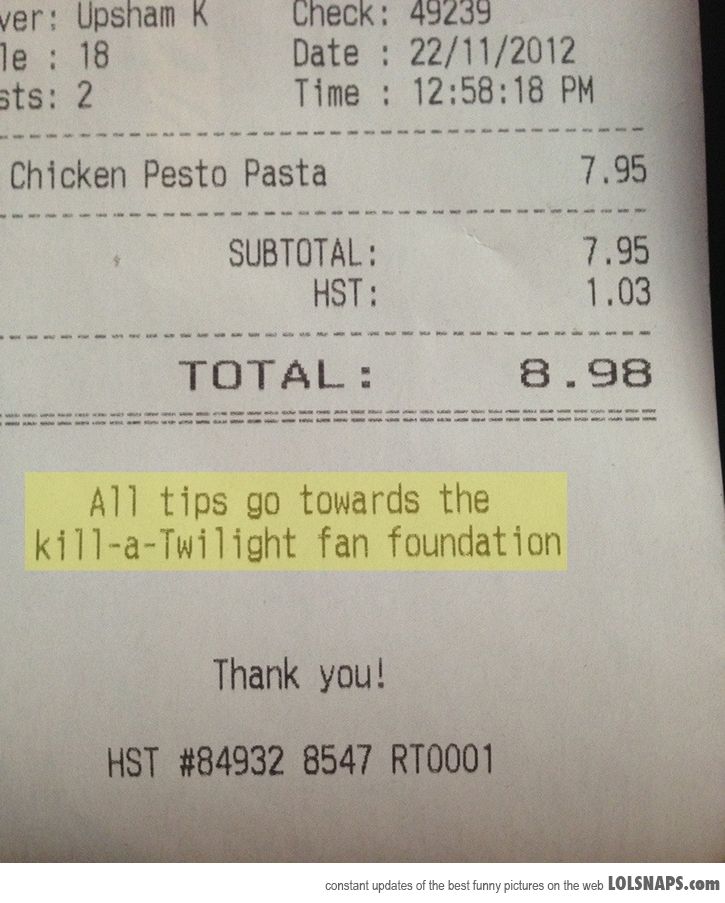 ver: Upsham K Check: 49239
le : 18 Date : 22/11/2012
sts: 2 Time : 12:58:18 PM
Chicken Pesto Pasta 7.95
SUBTOTAL: 7.95
HST: 1.03
TOTAL: 8.98
All tips go towards the
kill-a-Twilight fan foundation
Thank you!
HST #84932 8547 RT0001
constant updates of the best funny pictures on the web LOLSNAPS.com